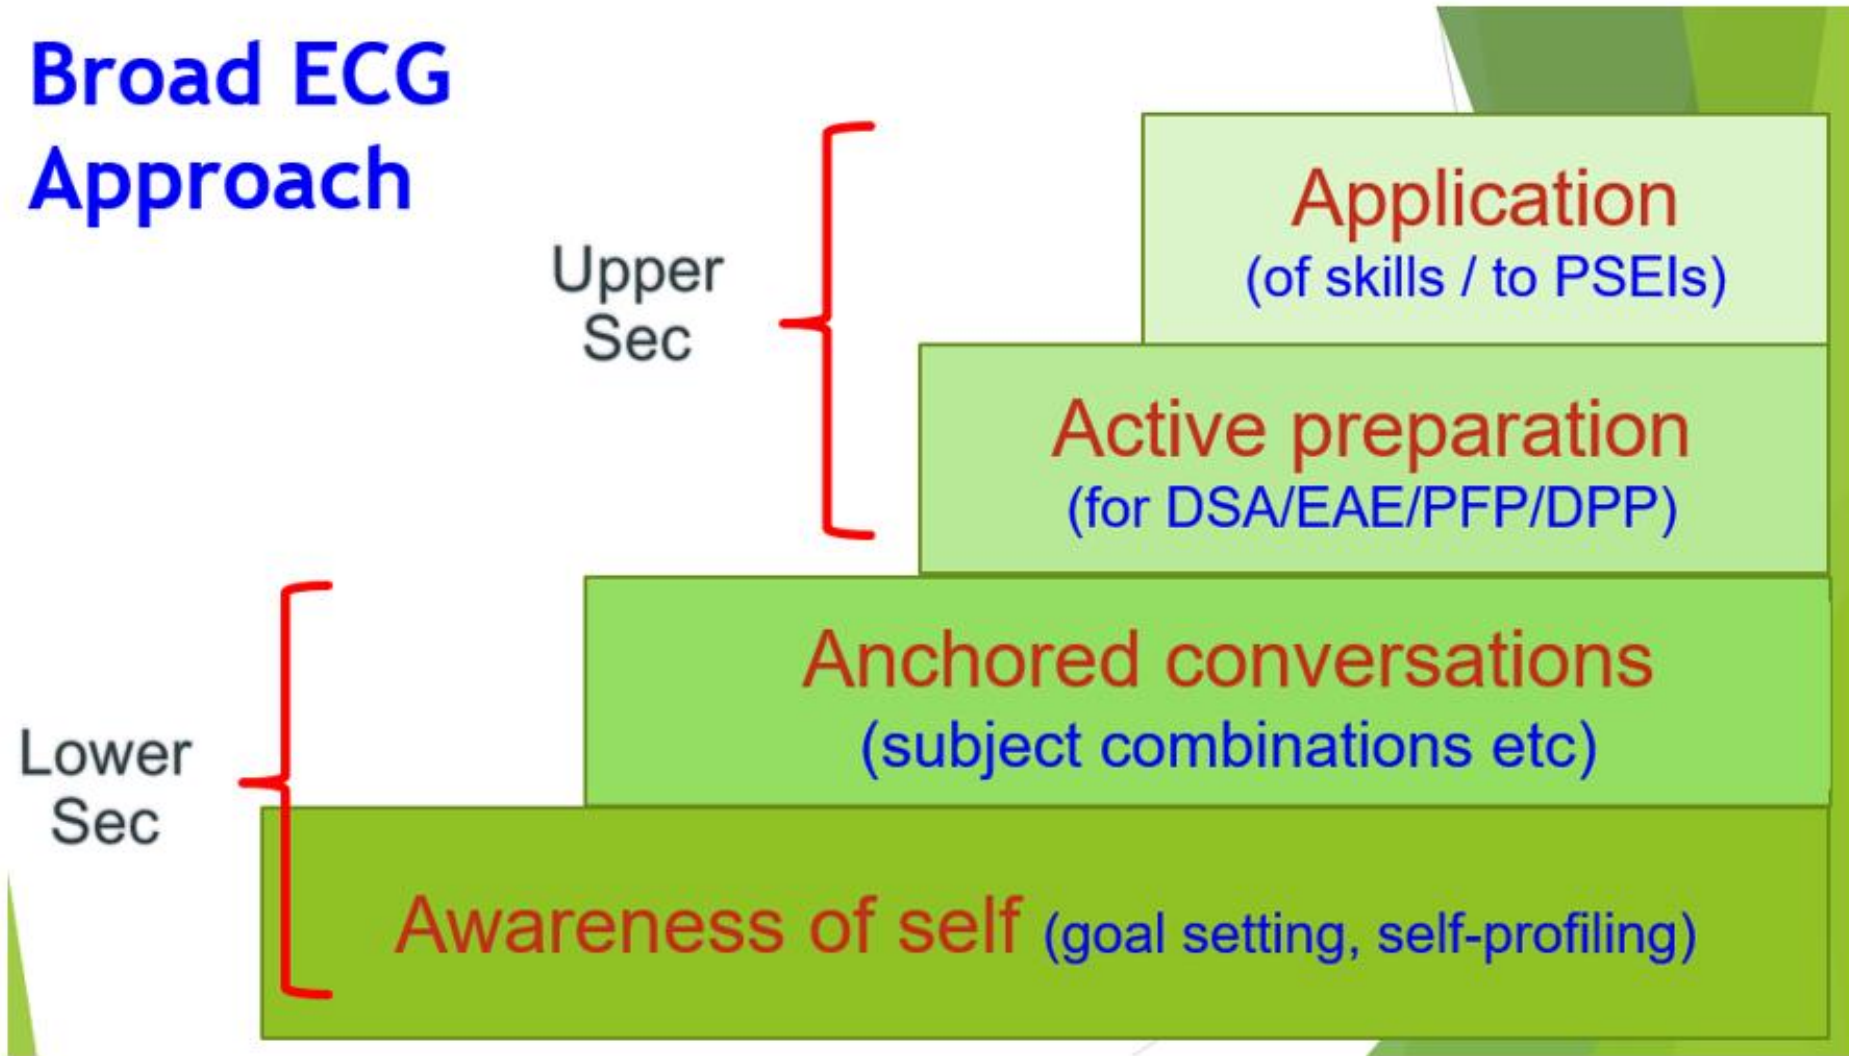 Broad ECG
Approach
Upper
Sec
Application
(of skills / to PSEIs)
Active preparation
(for DSA/EAE/PFP/DPP)
Lower
Sec
Anchored conversations
(subject combinations etc)
Awareness of self (goal setting, self-profiling)